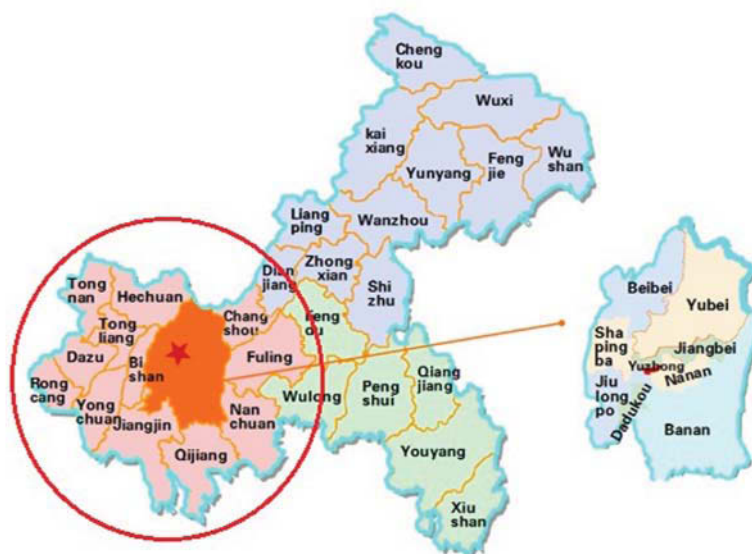 Cheng
kou
Wuxi
kai
xiang
Yunyang
Feng
jie
Wu
shan
Liang
ping
Wanzhou
Dian
jiang
Zhong
xian
Shi
zhu
Tong
nan
Hechuan
Chang
shou
Feng
du
Tong
liang
Dazu
Bi
shan
Fuling
Rong
cang
Yong
chuan
Jiangjin
Nan
chuan
Qijiang
Wulong
Peng
shui
Qiang
jiang
Youyang
Xiu
shan
Beibei
Yubei
Sha
ping
ba
Jiangbei
Yuzhong
Nanan
Jiu
long
po
Dadukou
Banan